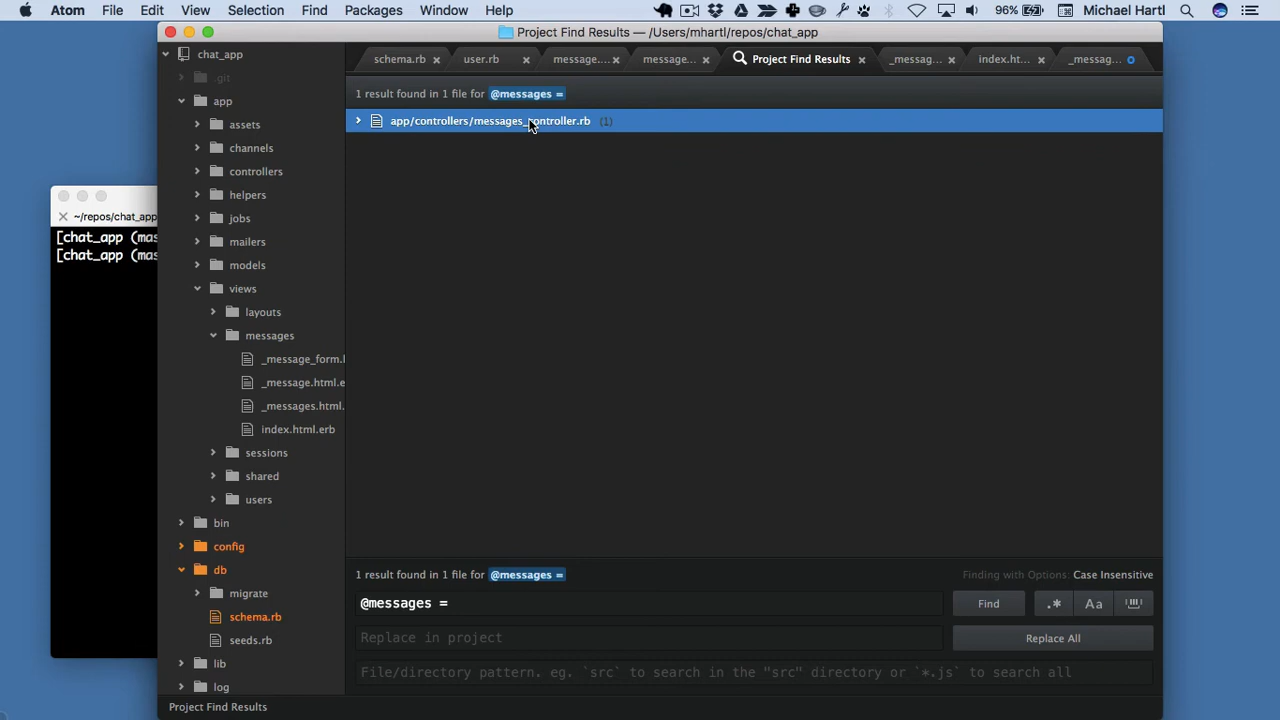 Atom File Edit View Selection Find Packages Window Help 96% Michael Hartl
Project Find Results — /Users/mhartl/repos/chat_app
schema.rb user.rb message.... message... Project Find Results _messag... index.ht... _messag...
chat_app
.git
app
assets
channels
controllers
helpers
jobs
mailers
models
views
layouts
messages
_message_form.
_message.html.e
_messages.html.
index.html.erb
sessions
shared
users
bin
config
db
migrate
schema.rb
seeds.rb
lib
log
1 result found in 1 file for @messages =
app/controllers/messages_controller.rb (1)
~/repos/chat_app
[chat_app (mas
[chat_app (mas
1 result found in 1 file for @messages = Finding with Options: Case Insensitive
@messages = Find .* Aa
Replace in project Replace All
File/directory pattern. eg. `src` to search in the "src" directory or `*.js` to search all
Project Find Results